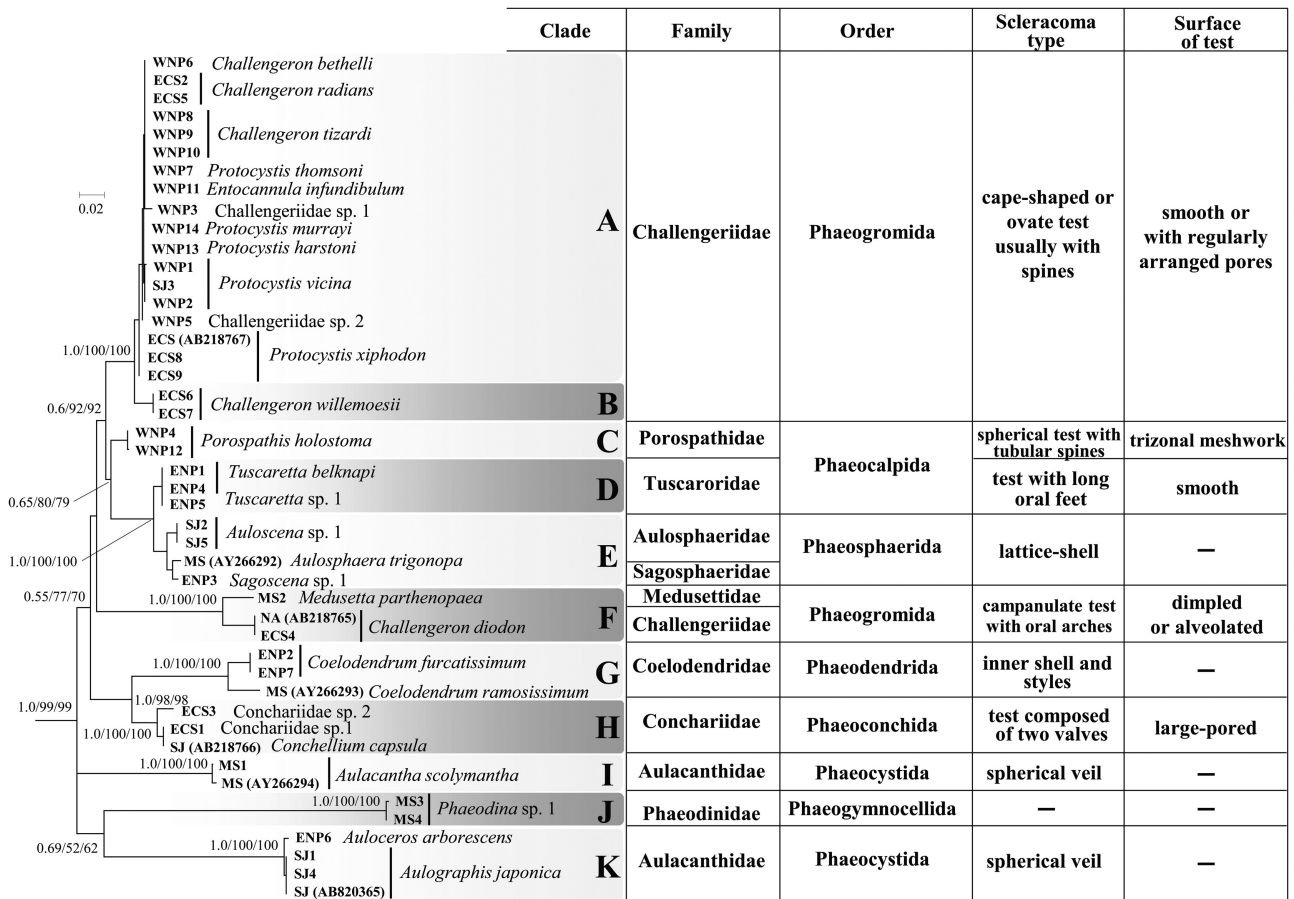 Clade Family Order Scleracoma type Surface of test
WNP6 Challengeron bethelli
ECS2
ECS5
Challengeron radians
WNP8
WNP9
WNP10
Challengeron tizardi
WNP7 Protocystis thomsoni
WNP11 Entocannula infundibulum
WNP3 Challengeriidae sp. 1
WNP14 Protocystis murrayi
WNP13 Protocystis harstoni
WNP1
SJ3
WNP2
Protocystis vicina
WNP5 Challengeriidae sp. 2
ECS (AB218767)
ECS8
ECS9
Protocystis xiphodon
0.02
A
Challengeriidae
Phaeogromida
cape-shaped or
ovate test
usually with
spines
smooth or
with regularly
arranged pores
1.0/100/100
ECS6
ECS7
Challengeron willemoesii
B
0.6/92/92
WNP4
WNP12
Porospathis holostoma
C
Porospathidae
Phaeocalpida
spherical test with
tubular spines
trizonal meshwork
ENP1
ENP4
Tuscaretta belknapi
ENP5 Tuscaretta sp. 1
D
Tuscaroridae
test with long
oral feet
smooth
0.65/80/79
SJ2
SJ5
Auloscena sp. 1
MS (AY266292) Aulosphaera trigonopa
ENP3 Sagoscena sp. 1
E
Aulosphaeridae
Sagosphaeridae
Phaeosphaerida
lattice-shell
–
1.0/100/100
0.55/77/70
1.0/100/100
MS2 Medusetta parthenopaea
NA (AB218765)
ECS4
Challengeron diodon
F
Medusettidae
Challengeriidae
Phaeogromida
campanulate test
with oral arches
dimpled
or alveolated
1.0/100/100
ENP2
ENP7
Coelodendrum furcatissimum
MS (AY266293) Coelodendrum ramosissimum
G
Coelodendridae
Phaeodendrida
inner shell and
styles
–
1.0/99/99
1.0/98/98
ECS3 Conchariidae sp. 2
1.0/100/100
ECS1 Conchariidae sp.1
SJ (AB218766) Conchellium capsula
H
Conchariidae
Phaeoconchida
test composed
of two valves
large-pored
1.0/100/100
MS1
MS (AY266294)
Aulacantha scolymantha
I
Aulacanthidae
Phaeocystida
spherical veil
–
1.0/100/100
MS3
MS4
Phaeodina sp. 1
J
Phaeodinidae
Phaeogymnocellida
–
–
0.69/52/62
1.0/100/100
ENP6 Auloceros arborescens
SJ1
SJ4
SJ (AB820365)
Aulographis japonica
K
Aulacanthidae
Phaeocystida
spherical veil
–